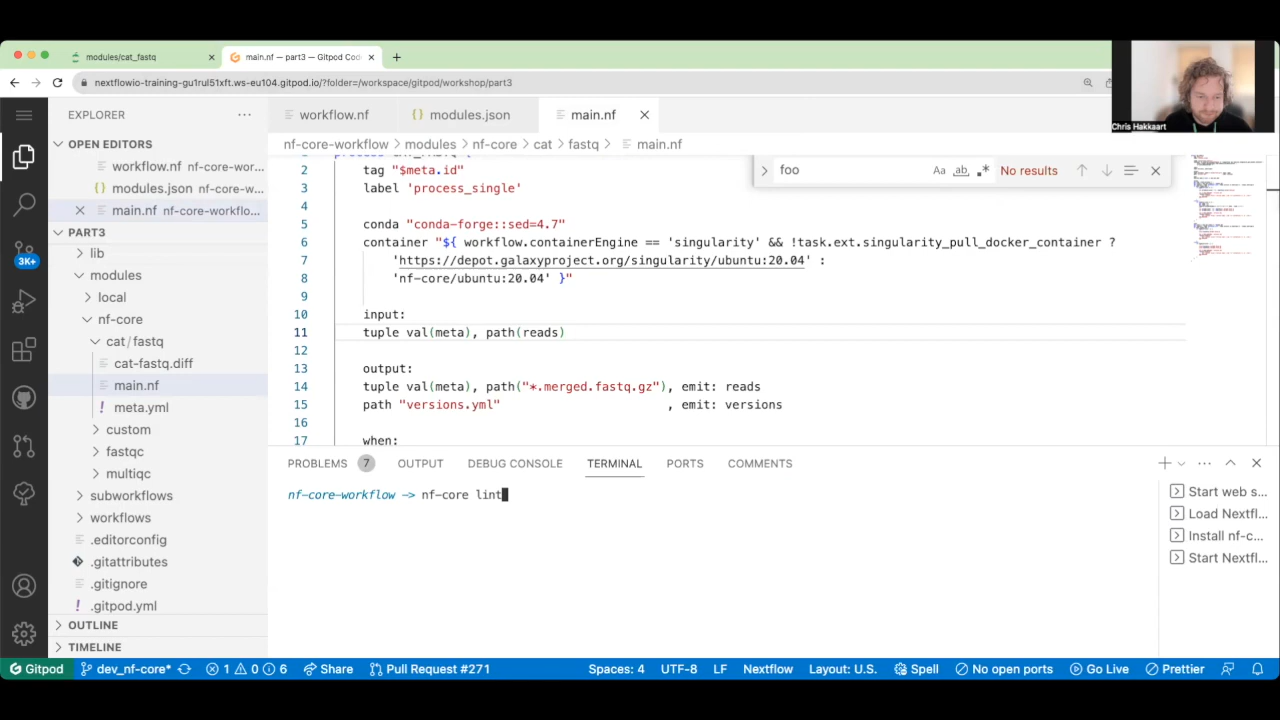 modules/cat_fastq
main.nf — part3 — Gitpod Cod
nextflowio-training-gu1rul51xft.ws-eu104.gitpod.io/?folder=/workspace/gitpod/workshop/part3
Chris Hakkaart
EXPLORER
OPEN EDITORS
workflow.nf nf-core-wor...
modules.json nf-core-w...
main.nf nf-core-workflo...
PART3
lib
modules
local
nf-core
cat / fastq
cat-fastq.diff
main.nf
meta.yml
custom
fastqc
multiqc
subworkflows
workflows
.editorconfig
.gitattributes
.gitignore
.gitpod.yml
OUTLINE
TIMELINE
3K+
workflow.nf
modules.json
main.nf
nf-core-workflow > modules > nf-core > cat > fastq > main.nf
foo
Aa ab
No results
2 tag "$meta.id"
3 label 'process_single'
4
5 conda "conda-forge::sed=4.7"
6 container "${ workflow.containerEngine == 'singularity' && !task.ext.singularity_pull_docker_container ?
7 'https://depot.galaxyproject.org/singularity/ubuntu:20.04' :
8 'nf-core/ubuntu:20.04' }"
9
10 input:
11 tuple val(meta), path(reads)
12
13 output:
14 tuple val(meta), path("*.merged.fastq.gz"), emit: reads
15 path "versions.yml" , emit: versions
16
17 when:
PROBLEMS 7 OUTPUT DEBUG CONSOLE TERMINAL PORTS COMMENTS
nf-core-workflow -> nf-core lint
Start web s...
Load Nextfl...
Install nf-c...
Start Nextfl...
Gitpod dev_nf-core* 1 0 6 Share Pull Request #271 Spaces: 4 UTF-8 LF Nextflow Layout: U.S. Spell No open ports Go Live Prettier